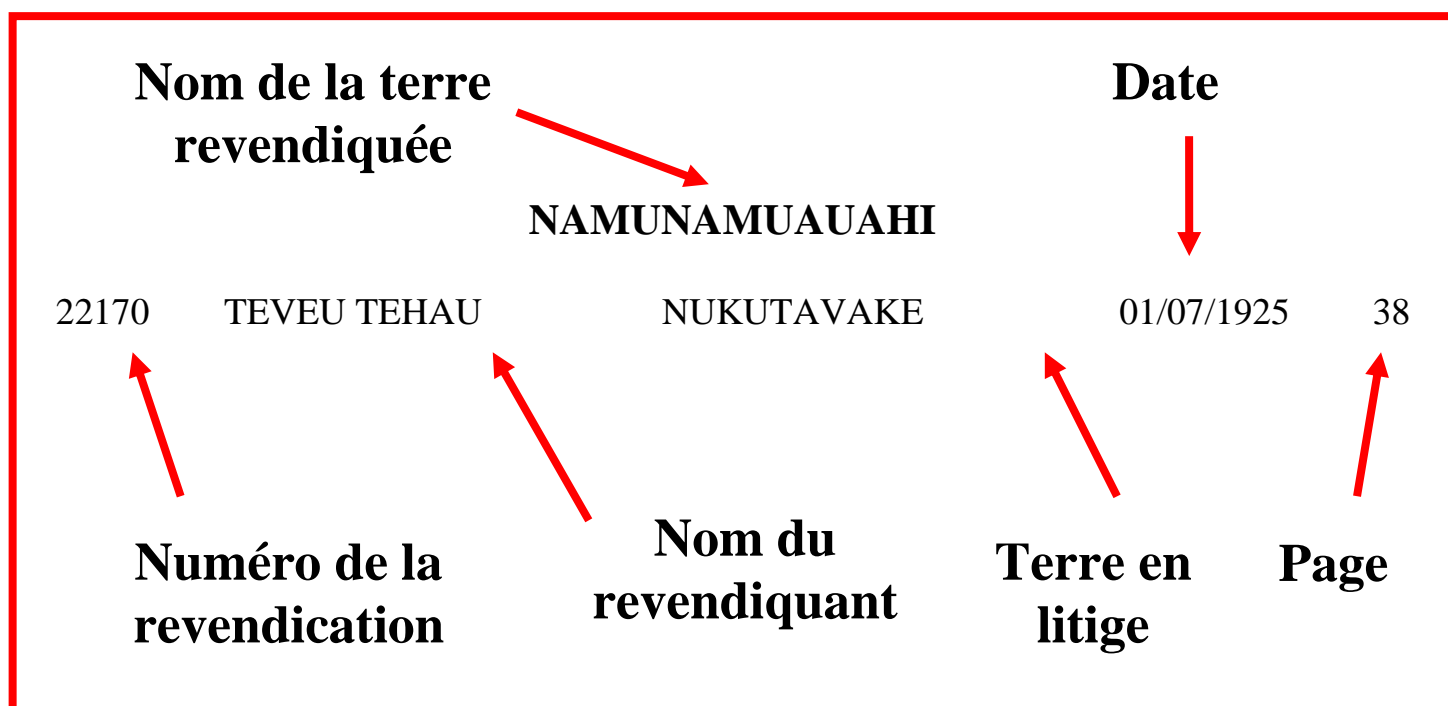 Nom de la terre
revendiquée
Date
NAMUNAMUAUAHI
22170 TEVEU TEHAU NUKUTAVAKE 01/07/1925 38
Numéro de la
revendication
Nom du
revendiquant
Terre en
litige
Page